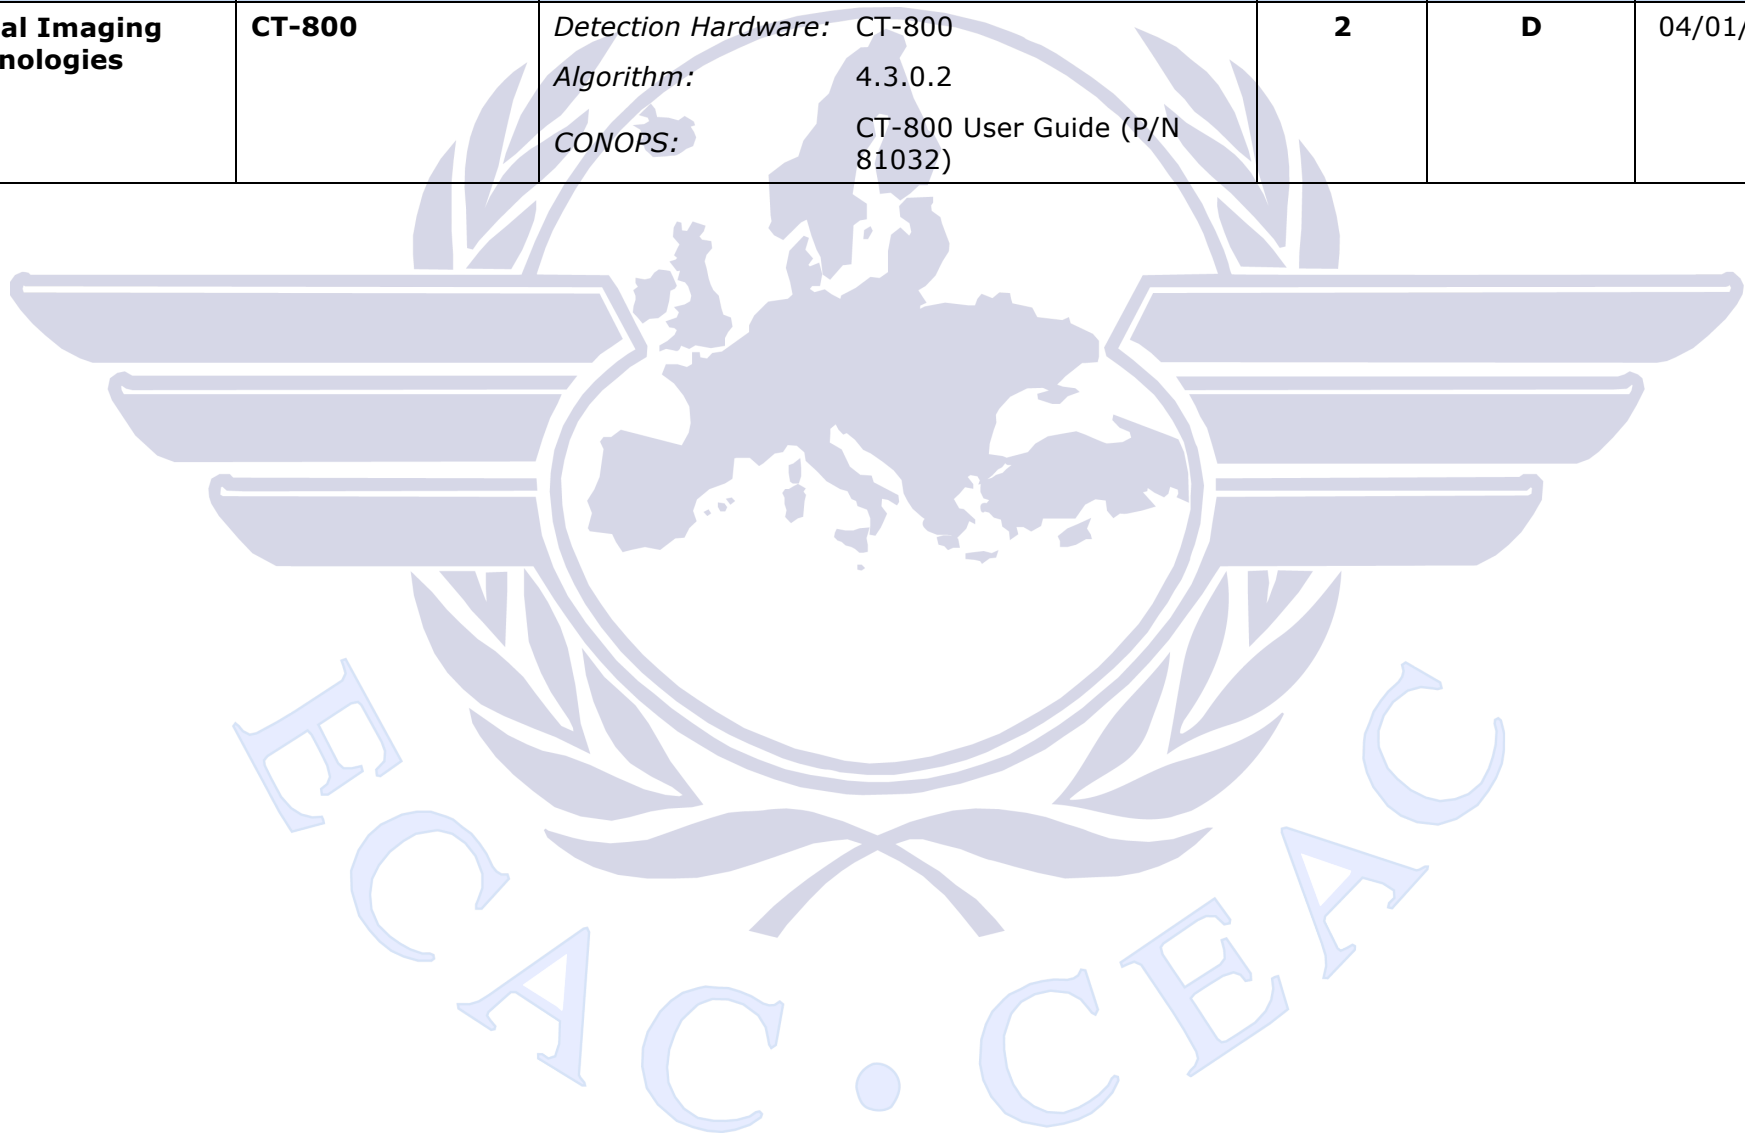 al Imaging
nologies
CT-800
Detection Hardware: CT-800
Algorithm: 4.3.0.2
CONOPS: CT-800 User Guide (P/N
81032)
2
D
04/01/
ECAC • CEAC